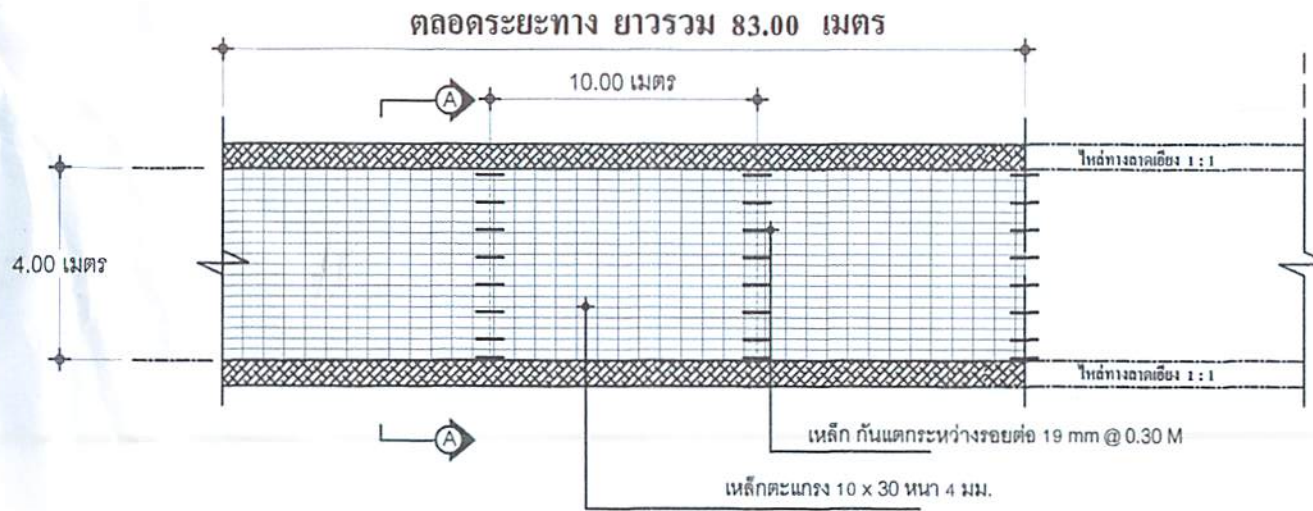 ตลอดระยะทาง ยาวรวม 83.00 เมตร
10.00 เมตร
A
ไหล่ทางลาดเอียง 1 : 1
4.00 เมตร
ไหล่ทางลาดเอียง 1 : 1
A
เหล็ก กันแตกระหว่างรอยต่อ 19 mm @ 0.30 M
เหล็กตะแกรง 10 x 30 หนา 4 มม.